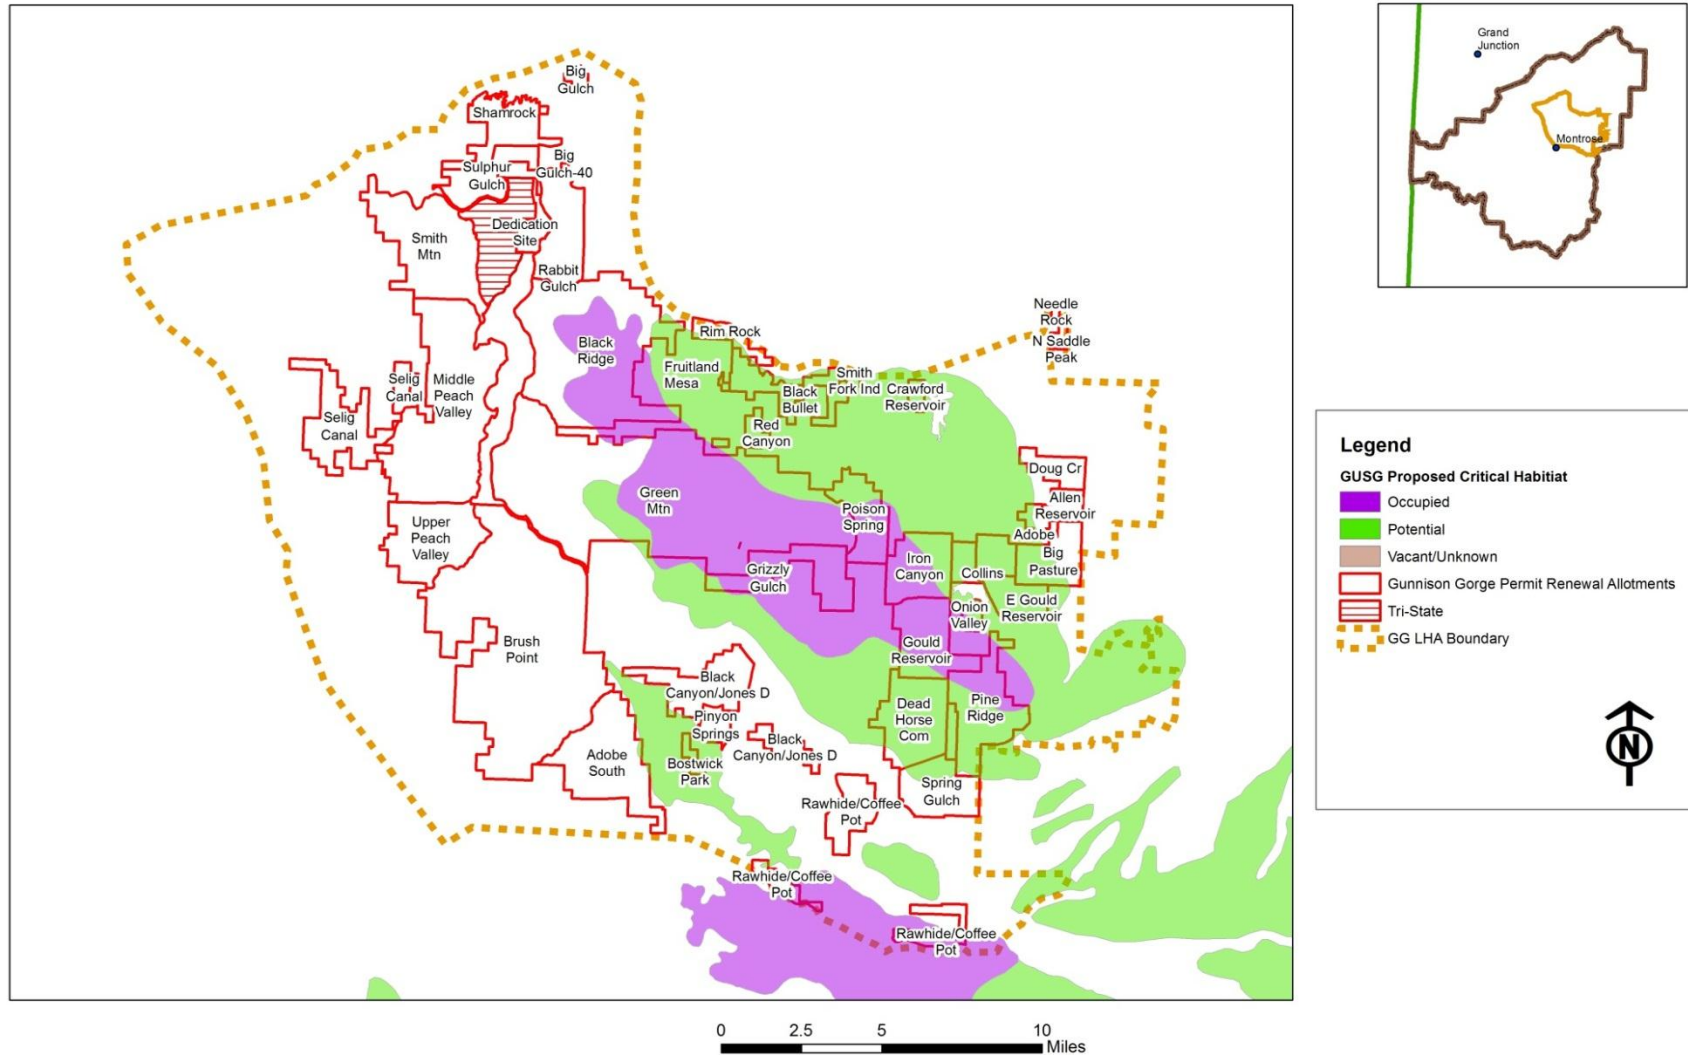 Big
Gulch
Shamrock
Big
Gulch-40
Sulphur
Gulch
Dedication
Site
Smith
Mtn
Rabbit
Gulch
Needle
Rock
N Saddle
Peak
Rim Rock
Black
Ridge
Fruitland
Mesa
Smith
Fork Ind
Black
Bullet
Crawford
Reservoir
Selig
Canal
Middle
Peach
Valley
Selig
Canal
Red
Canyon
Doug Cr
Allen
Reservoir
Green
Mtn
Poison
Spring
Upper
Peach
Valley
Adobe
Big
Pasture
Iron
Canyon
Collins
Grizzly
Gulch
Onion
Valley
E Gould
Reservoir
Brush
Point
Gould
Reservoir
Black
Canyon/Jones D
Pinyon
Springs
Dead
Horse
Com
Pine
Ridge
Black
Canyon/Jones D
Adobe
South
Bostwick
Park
Spring
Gulch
Rawhide/Coffee
Pot
Rawhide/Coffee
Pot
Rawhide/Coffee
Pot
0 2.5 5 10
Miles
Grand
Junction
Montrose
Legend
GUSG Proposed Critical Habitiat
Occupied
Potential
Vacant/Unknown
Gunnison Gorge Permit Renewal Allotments
Tri-State
GG LHA Boundary
N